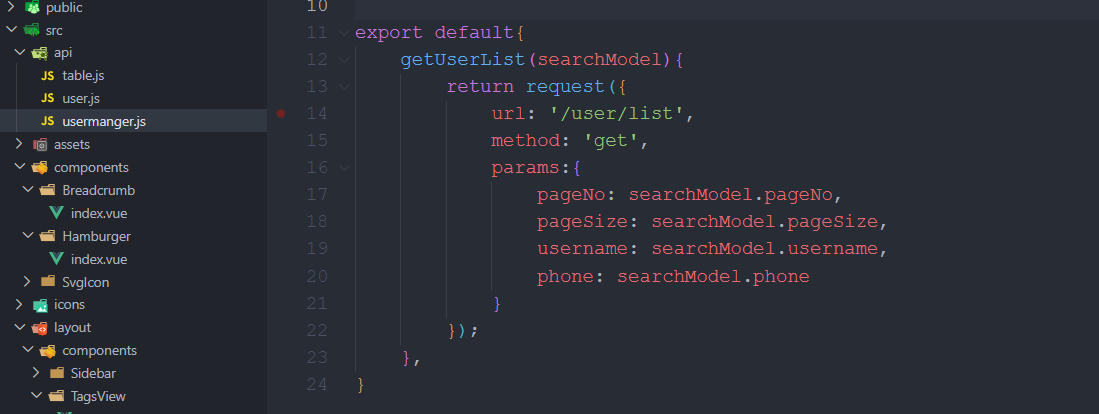 public
src
api
JS table.js
JS user.js
JS usermanger.js
assets
components
Breadcrumb
index.vue
Hamburger
index.vue
SvgIcon
icons
layout
components
Sidebar
TagsView
10
11 export default{
12 getUserList(searchModel){
13 return request({
14 url: '/user/list',
15 method: 'get',
16 params:{
17 pageNo: searchModel.pageNo,
18 pageSize: searchModel.pageSize,
19 username: searchModel.username,
20 phone: searchModel.phone
21 }
22 });
23 },
24 }